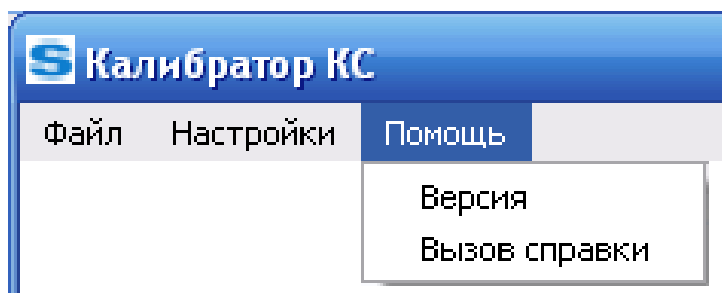 S Калибратор КС
Файл Настройки Помощь
Версия
Вызов справки